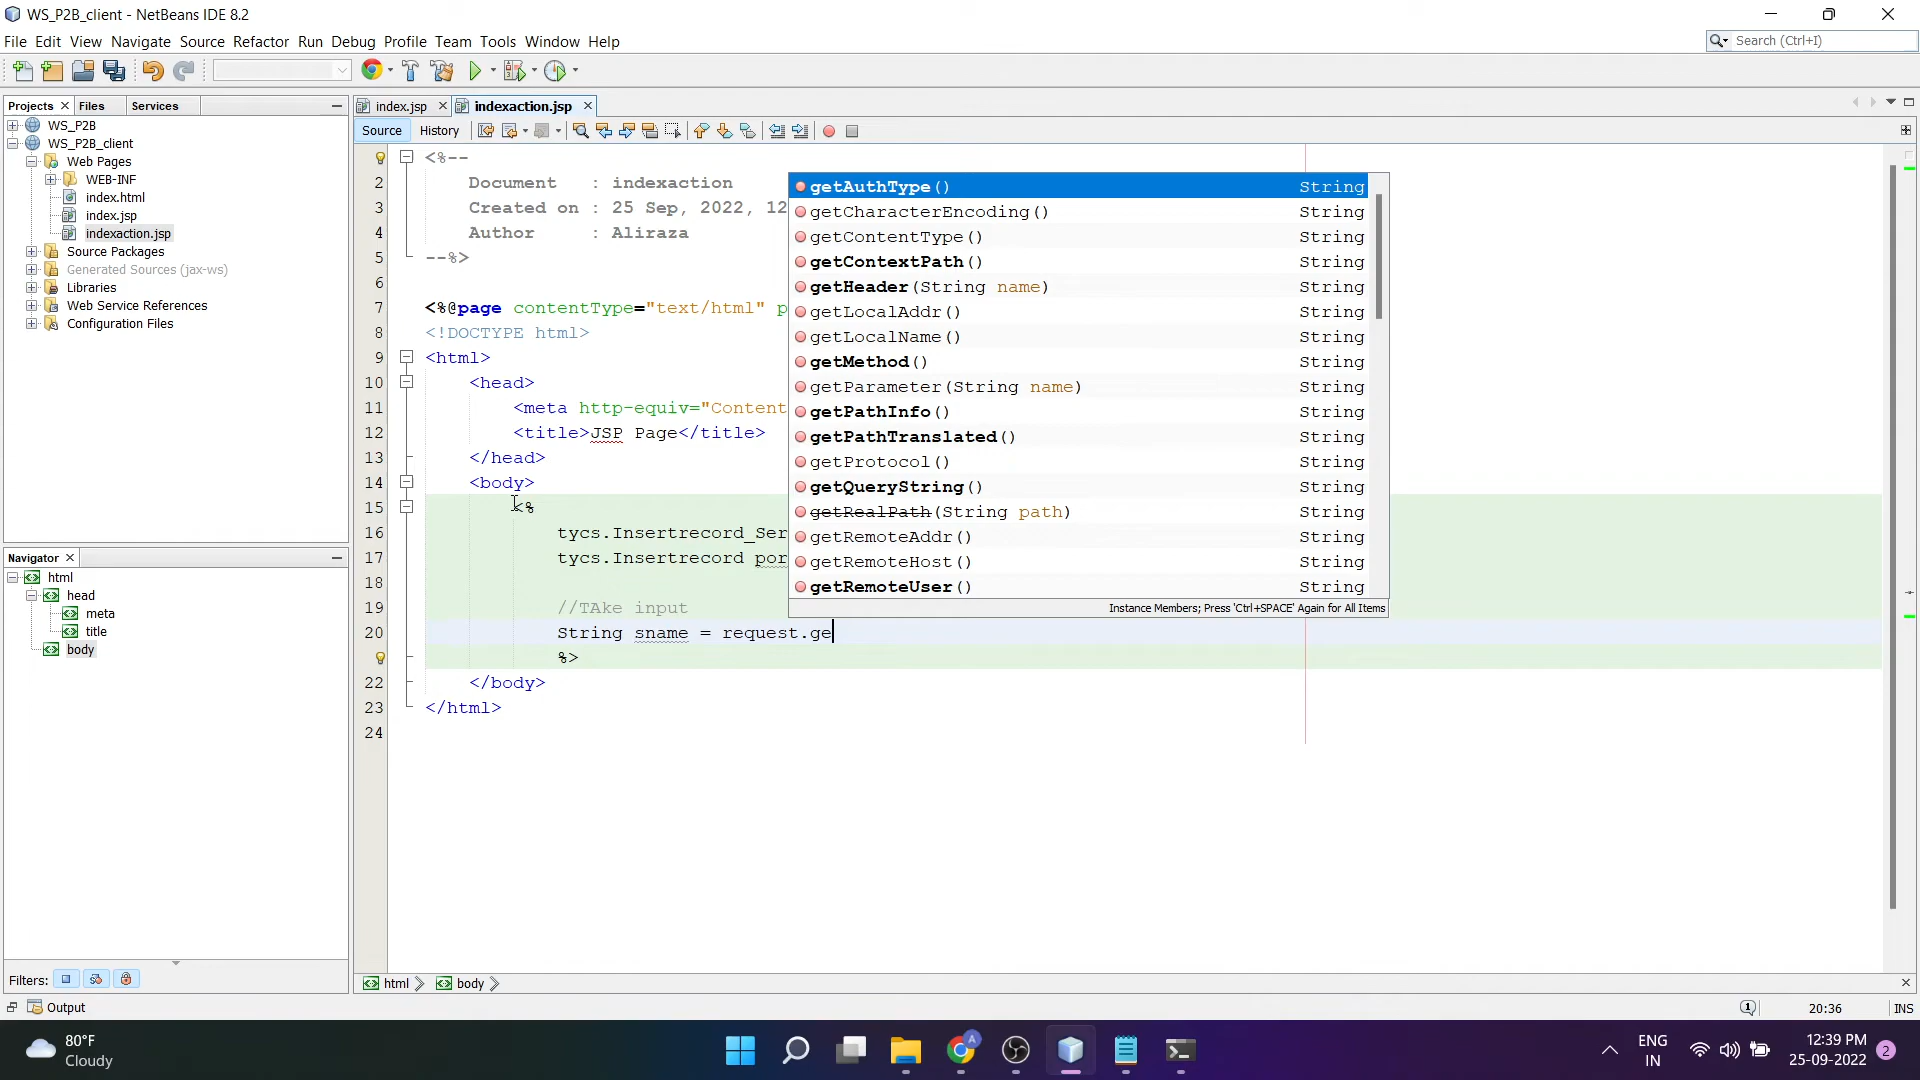 WS_P2B_client - NetBeans IDE 8.2
File Edit View Navigate Source Refactor Run Debug Profile Team Tools Window Help
Search (Ctrl+I)
Projects Files Services
WS_P2B
WS_P2B_client
Web Pages
WEB-INF
index.html
index.jsp
indexaction.jsp
Source Packages
Generated Sources (jax-ws)
Libraries
Web Service References
Configuration Files
Navigator
html
head
meta
title
body
Filters:
index.jsp indexaction.jsp
Source History
<%--
2 Document : indexaction
3 Created on : 25 Sep, 2022, 12
4 Author : Aliraza
5 --%>
6
7 <%@page contentType="text/html" p
8 <!DOCTYPE html>
9 <html>
10 <head>
11 <meta http-equiv="Content
12 <title>JSP Page</title>
13 </head>
14 <body>
15 <%
16 tycs.Insertrecord_Ser
17 tycs.Insertrecord por
18
19 //TAke input
20 String sname = request.ge
%>
22 </body>
23 </html>
24
getAuthType() String
getCharacterEncoding() String
getContentType() String
getContextPath() String
getHeader(String name) String
getLocalAddr() String
getLocalName() String
getMethod() String
getParameter(String name) String
getPathInfo() String
getPathTranslated() String
getProtocol() String
getQueryString() String
getRealPath(String path) String
getRemoteAddr() String
getRemoteHost() String
getRemoteUser() String
Instance Members; Press 'Ctrl+SPACE' Again for All Items
html body
Output
1
20:36 INS
80°F
Cloudy
A
ENG
IN
12:39 PM
25-09-2022
2